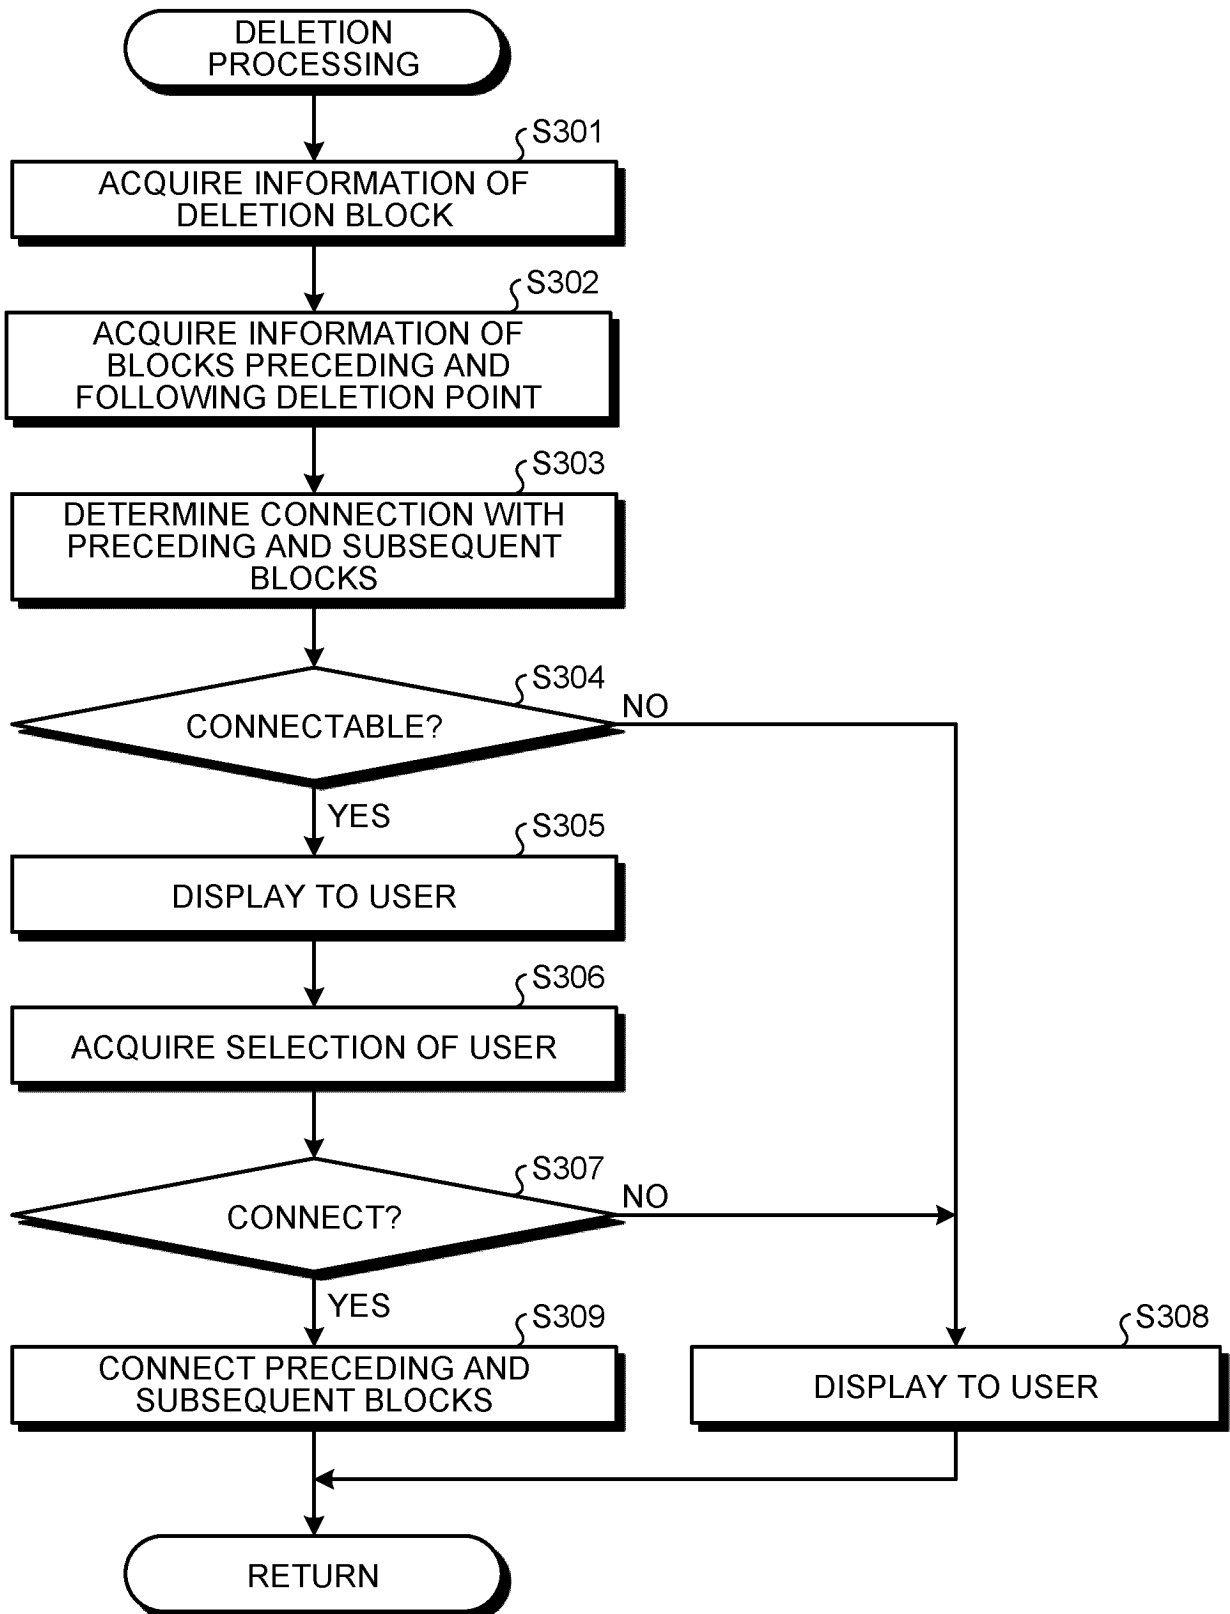 DELETION
PROCESSING
S301
ACQUIRE INFORMATION OF
DELETION BLOCK
S302
ACQUIRE INFORMATION OF
BLOCKS PRECEDING AND
FOLLOWING DELETION POINT
S303
DETERMINE CONNECTION WITH
PRECEDING AND SUBSEQUENT
BLOCKS
S304
CONNECTABLE?
NO
YES
S305
DISPLAY TO USER
S306
ACQUIRE SELECTION OF USER
S307
CONNECT?
NO
YES
S309
CONNECT PRECEDING AND
SUBSEQUENT BLOCKS
S308
DISPLAY TO USER
RETURN